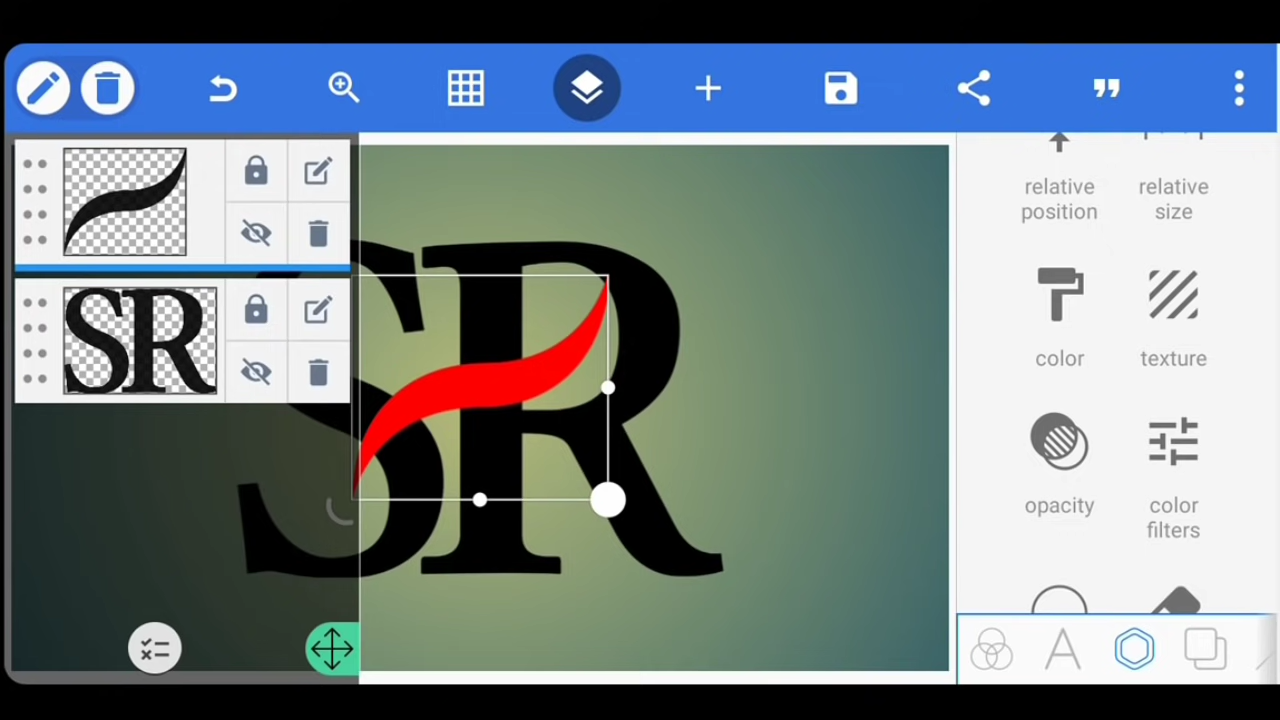 relative
position
relative
size
SR
SR
color
texture
opacity
color
filters